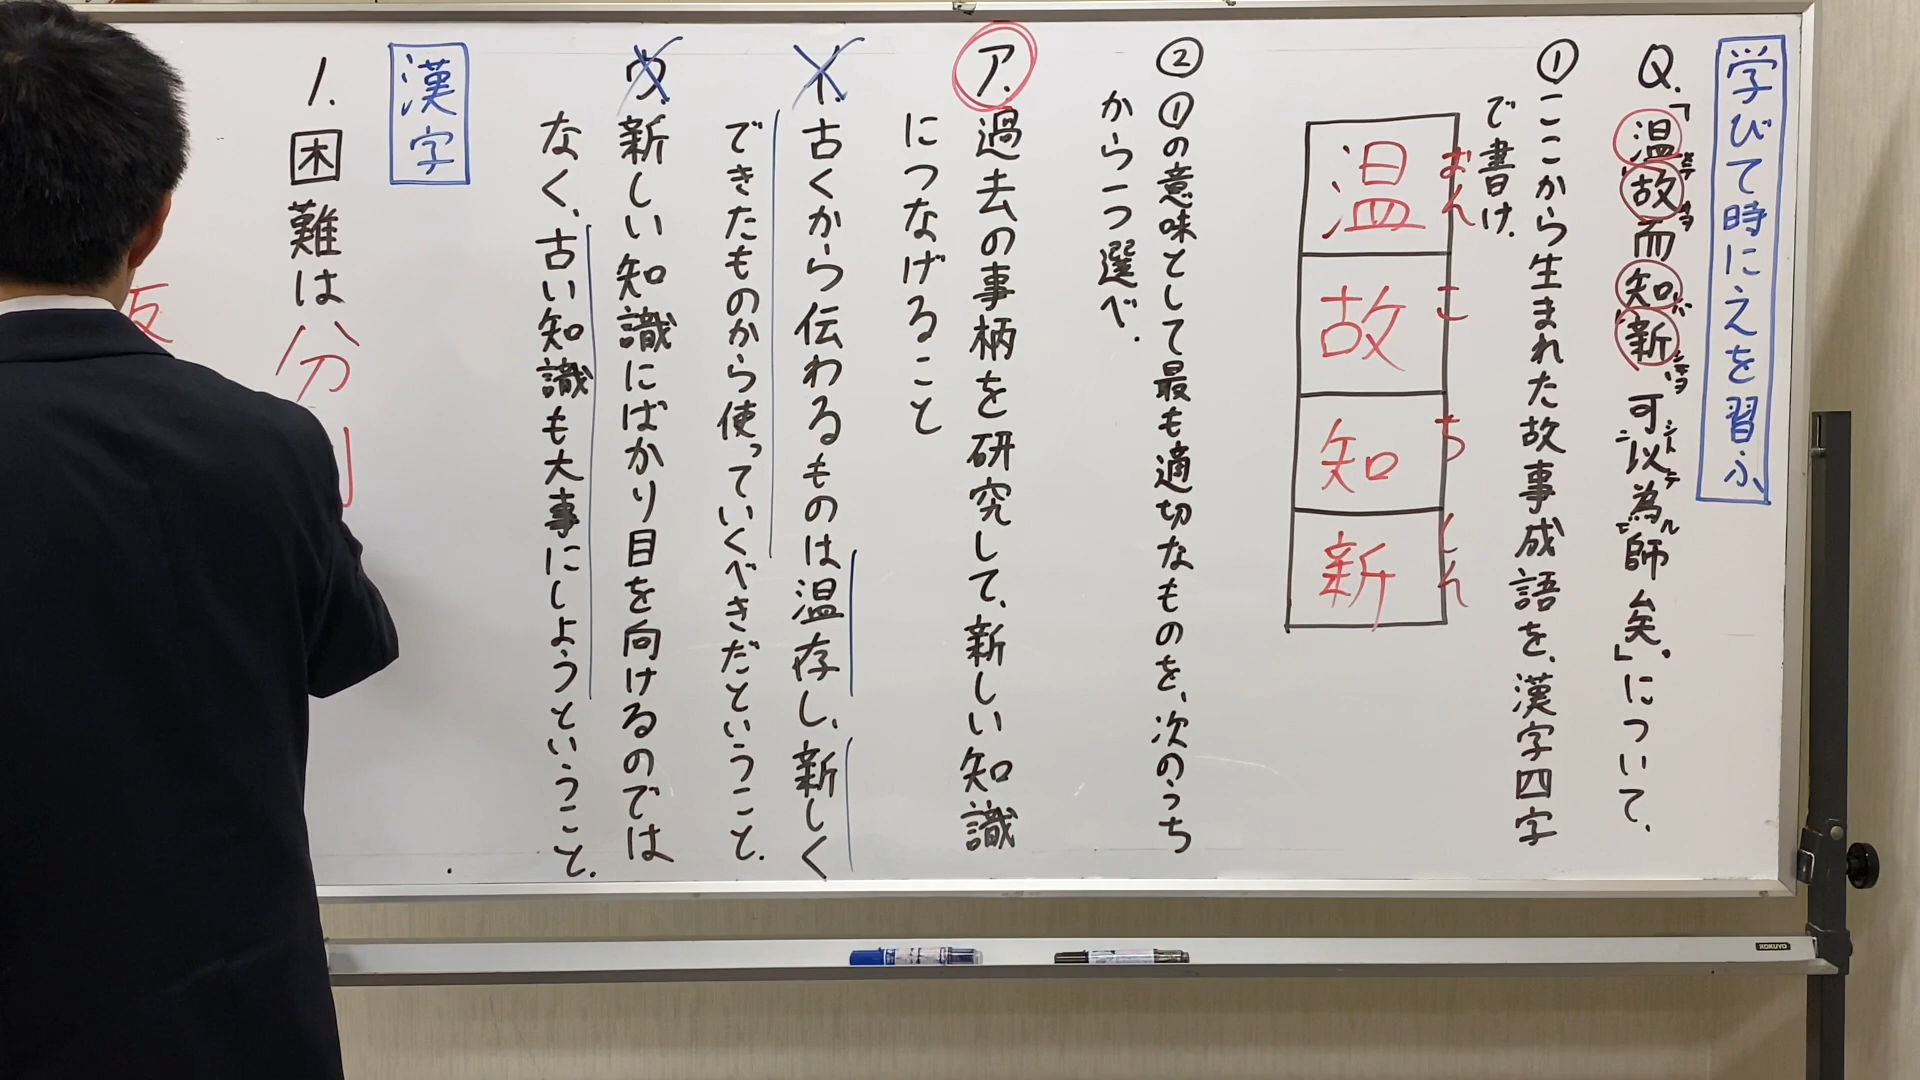 学びて時にえを習ふ
Q.「温故而知新可以為師矣。」について、
①ここから生まれた故事成語を、漢字四字
で書け.
おん こ ち しん
温故知新
②①の意味として最も適切なものを、次のうち
から一つ選べ.
ア.過去の事柄を研究して、新しい知識
につなげること
イ.古くから伝わるものは温存し、新しく
できたものから使っていくべきだということ.
ウ.新しい知識にばかり目を向けるのでは
なく、古い知識も大事にしようということ.
漢字
1.困難は分
KOKUYO